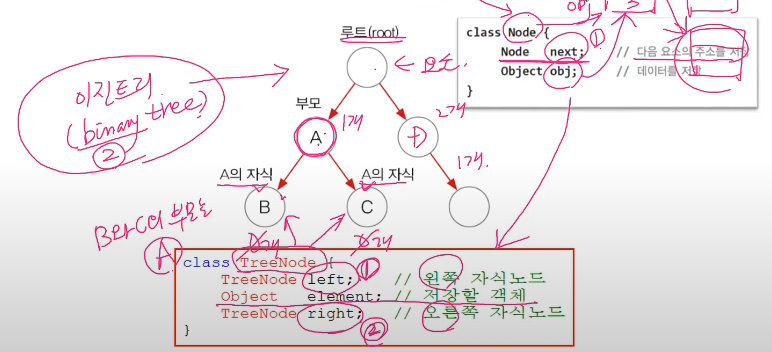 루트(root)
class Node {
Node next; ① // 다음 요소의 주소를 저장
Object obj; // 데이터를 저장
}
← 요소.
이진트리
(binary tree)
②
부모
A
1개
2개
1개.
A의 자식
A의 자식
B
C
0개
0개
B와C의 부모는
A
class TreeNode {
TreeNode left; ① // 왼쪽 자식노드
Object element; // 저장할 객체
TreeNode right; ② // 오른쪽 자식노드
}